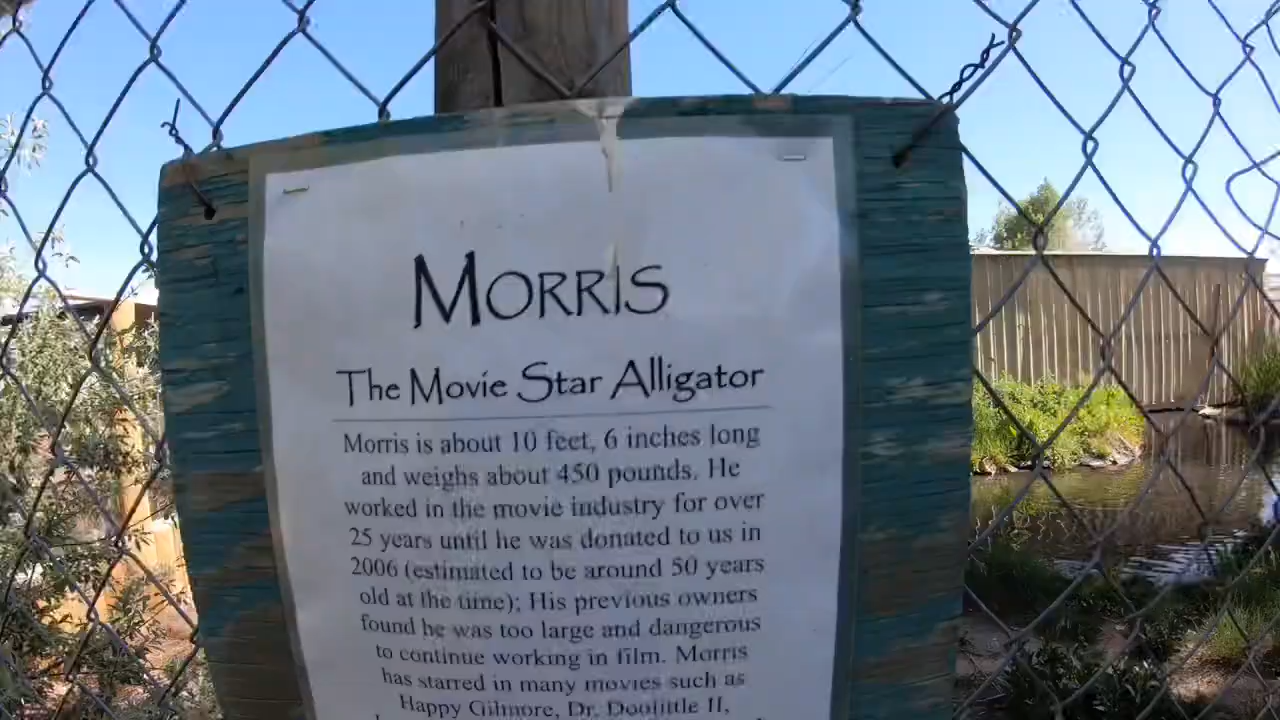 MORRIS
The Movie Star Alligator
Morris is about 10 feet, 6 inches long
and weighs about 450 pounds. He
worked in the movie industry for over
25 years until he was donated to us in
2006 (estimated to be around 50 years
old at the time); His previous owners
found he was too large and dangerous
to continue working in film. Morris
has starred in many movies such as
Happy Gilmore, Dr. Doolittle II,